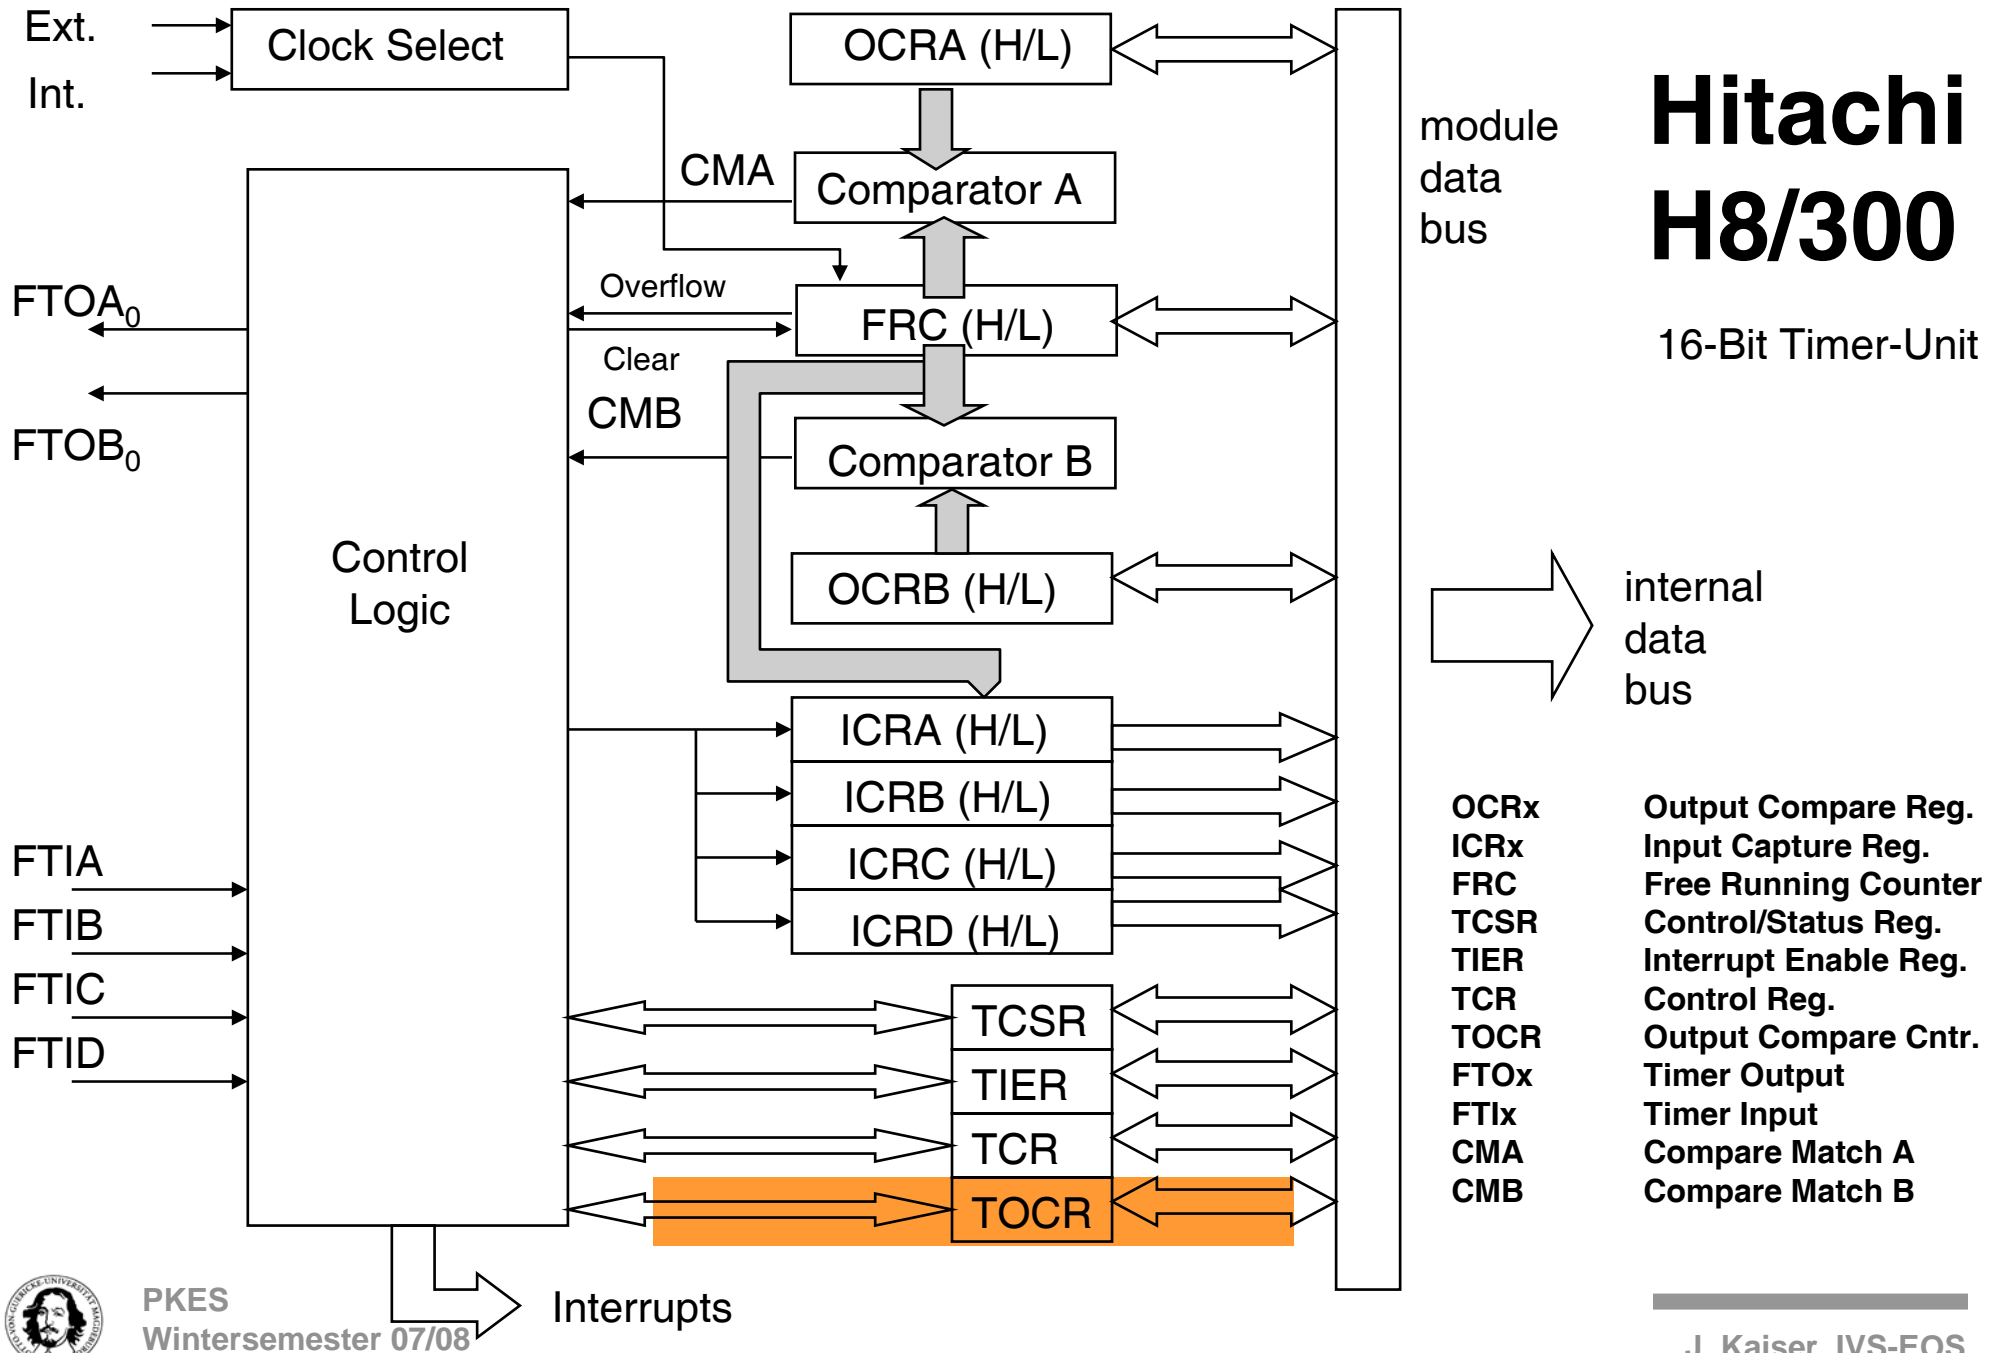 Ext.
Int.
Clock Select
OCRA (H/L)
module
data
bus
Hitachi
H8/300
16-Bit Timer-Unit
CMA
Comparator A
Overflow
FRC (H/L)
Clear
FTOA0
CMB
Comparator B
FTOB0
Control
Logic
OCRB (H/L)
internal
data
bus
ICRA (H/L)
ICRB (H/L)
ICRC (H/L)
ICRD (H/L)
FTIA
FTIB
FTIC
FTID
TCSR
TIER
TCR
TOCR
OCRx Output Compare Reg.
ICRx Input Capture Reg.
FRC Free Running Counter
TCSR Control/Status Reg.
TIER Interrupt Enable Reg.
TCR Control Reg.
TOCR Output Compare Cntr.
FTOx Timer Output
FTIx Timer Input
CMA Compare Match A
CMB Compare Match B
Interrupts
PKES
Wintersemester 07/08
J. Kaiser, IVS-EOS